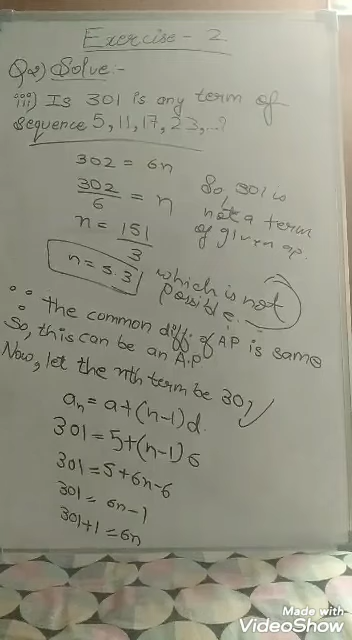 Exercise - 2
Q2) Solve:-
iii) Is 301 is any term of
sequence 5, 11, 17, 23, ...?
302 = 6n
302/6 = n
n = 151/3
n = 5.31
which is not
possible.
So 301 is
not a term
of given ap.
∵ the common diff. of AP is same
So, this can be an A.P
Now, let the nth term be 301
an = a+(n-1)d.
301 = 5+(n-1)6
301 = 5+6n-6
301 = 6n-1
301+1 = 6n
Made with
VideoShow